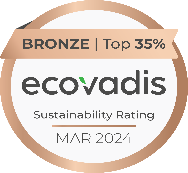 BRONZE | Top 35%
ecovadis
Sustainability Rating
MAR 2024